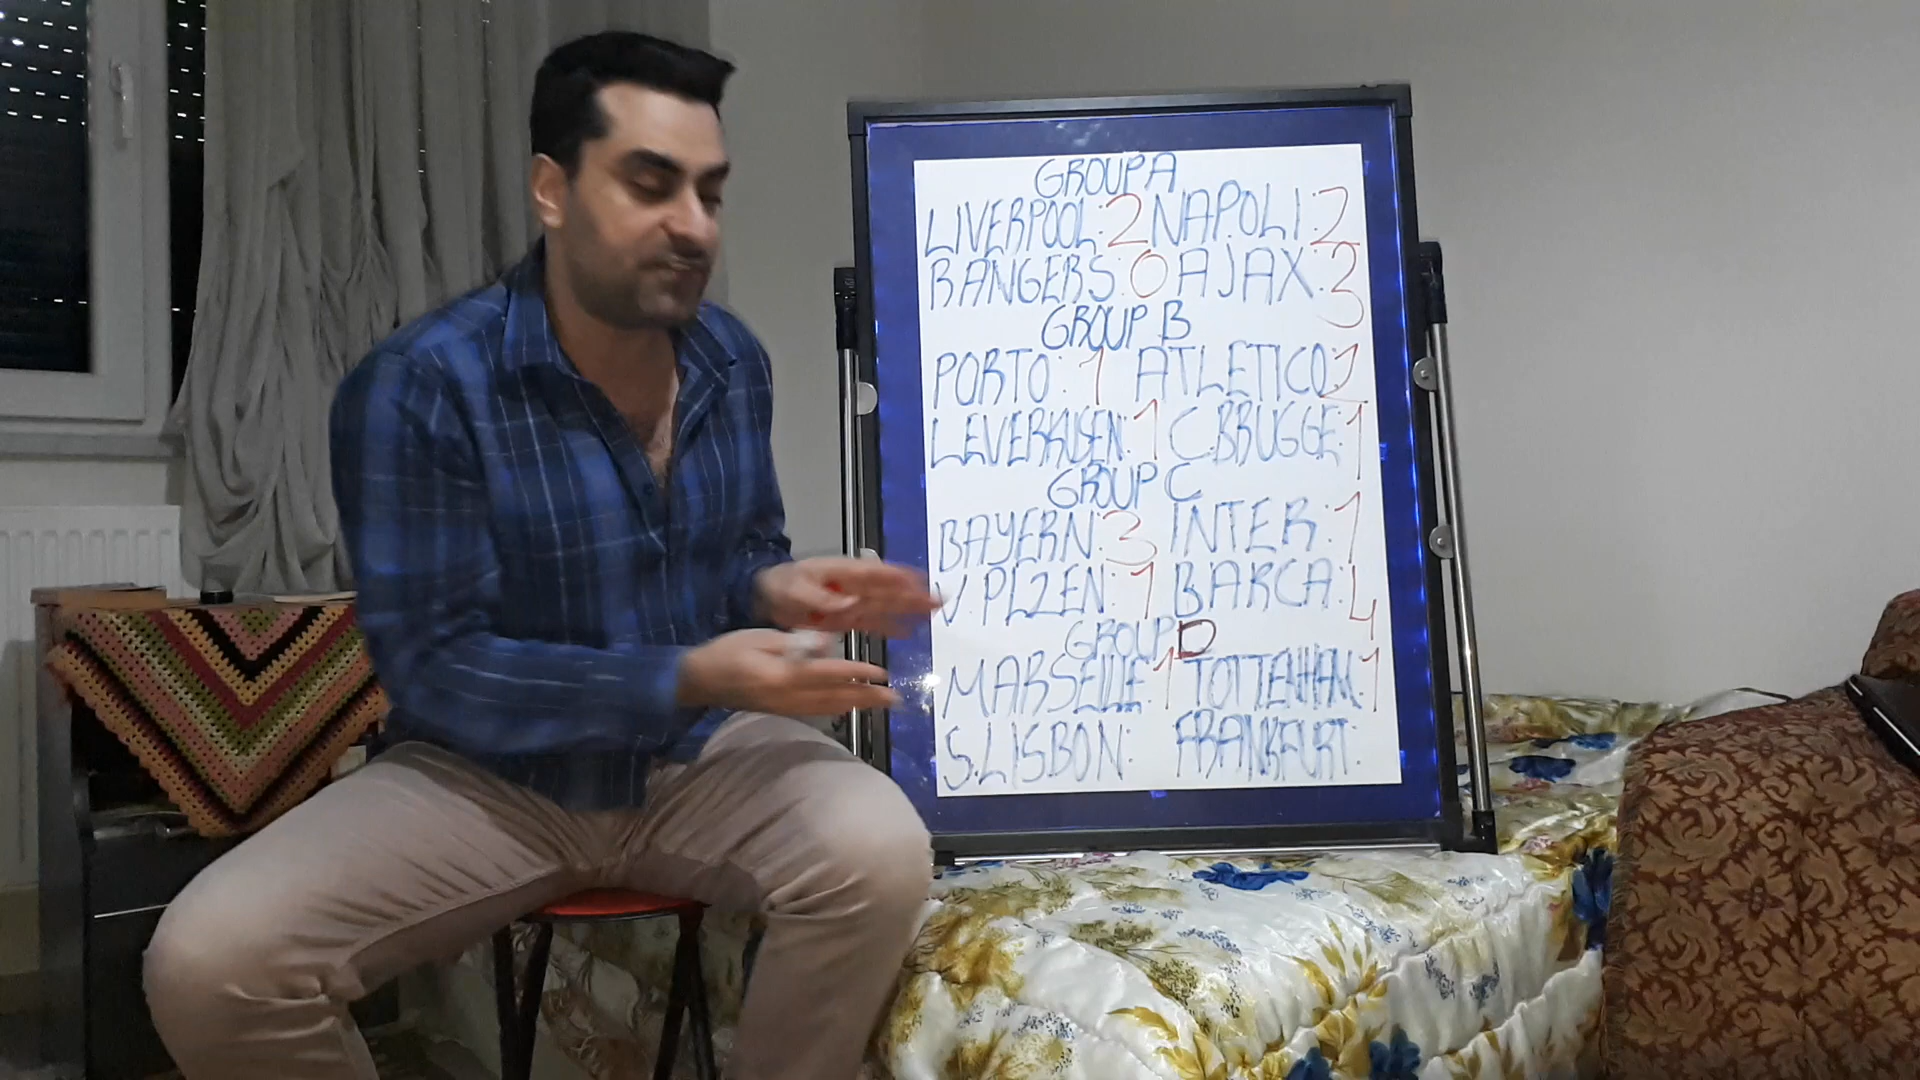 GROUP A
LIVERPOOL:2 NAPOLI:2
RANGERS:0 AJAX:3
GROUP B
PORTO:1 ATLETICO:2
LEVERKUSEN:1 C.BRUGGE:1
GROUP C
BAYERN:3 INTER:1
V.PLZEN:1 BARCA:4
GROUP D
MARSEILLE:1 TOTTENHAM:1
S.LISBON: FRANKFURT: